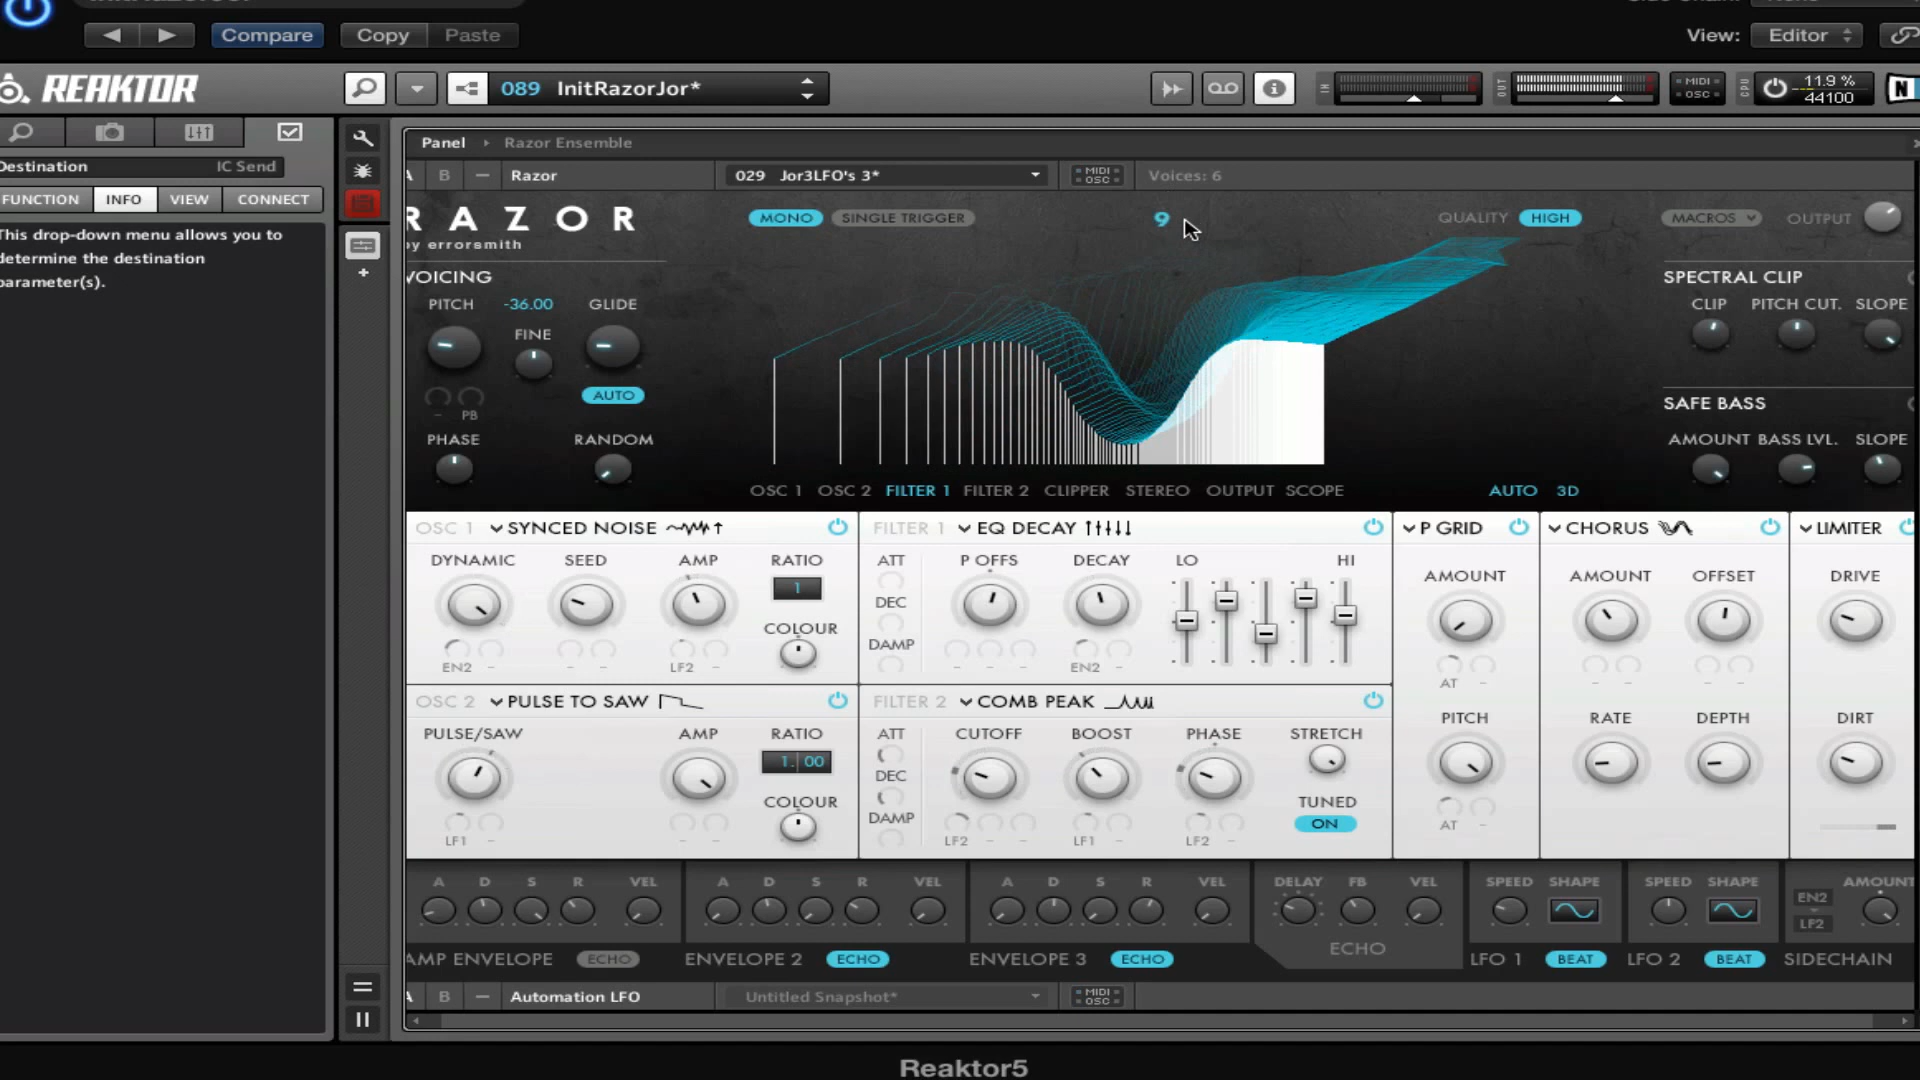 Compare Copy Paste View: Editor
REAKTOR 089 InitRazorJor* MIDI OSC 11.9 % 44100
IN OUT CPU N
Panel Razor Ensemble
Destination IC Send
A B Razor 029 Jor3LFO's 3* MIDI OSC Voices: 6
FUNCTION INFO VIEW CONNECT
This drop-down menu allows you to
determine the destination
parameter(s).
RAZOR MONO SINGLE TRIGGER 9 QUALITY HIGH MACROS OUTPUT
by errorsmith
VOICING SPECTRAL CLIP
PITCH -36.00 GLIDE CLIP PITCH CUT. SLOPE
FINE
AUTO
- PB SAFE BASS
PHASE RANDOM AMOUNT BASS LVL. SLOPE
OSC 1 OSC 2 FILTER 1 FILTER 2 CLIPPER STEREO OUTPUT SCOPE AUTO 3D
OSC 1 SYNCED NOISE FILTER 1 EQ DECAY P GRID CHORUS LIMITER
DYNAMIC SEED AMP RATIO ATT P OFFS DECAY LO HI
1 AMOUNT AMOUNT OFFSET DRIVE
DEC
COLOUR DAMP
EN2 - - LF2 - - - - EN2 - AT - - - - -
OSC 2 PULSE TO SAW FILTER 2 COMB PEAK
PULSE/SAW AMP RATIO ATT CUTOFF BOOST PHASE STRETCH PITCH RATE DEPTH DIRT
1. 00 DEC
COLOUR DAMP TUNED
ON
LF1 - - - LF2 - - LF1 - LF2 - AT -
A D S R VEL A D S R VEL A D S R VEL DELAY FB VEL SPEED SHAPE SPEED SHAPE AMOUNT
EN2
LF2
AMP ENVELOPE ECHO ENVELOPE 2 ECHO ENVELOPE 3 ECHO ECHO LFO 1 BEAT LFO 2 BEAT SIDECHAIN
A B Automation LFO Untitled Snapshot* MIDI OSC
Reaktor5